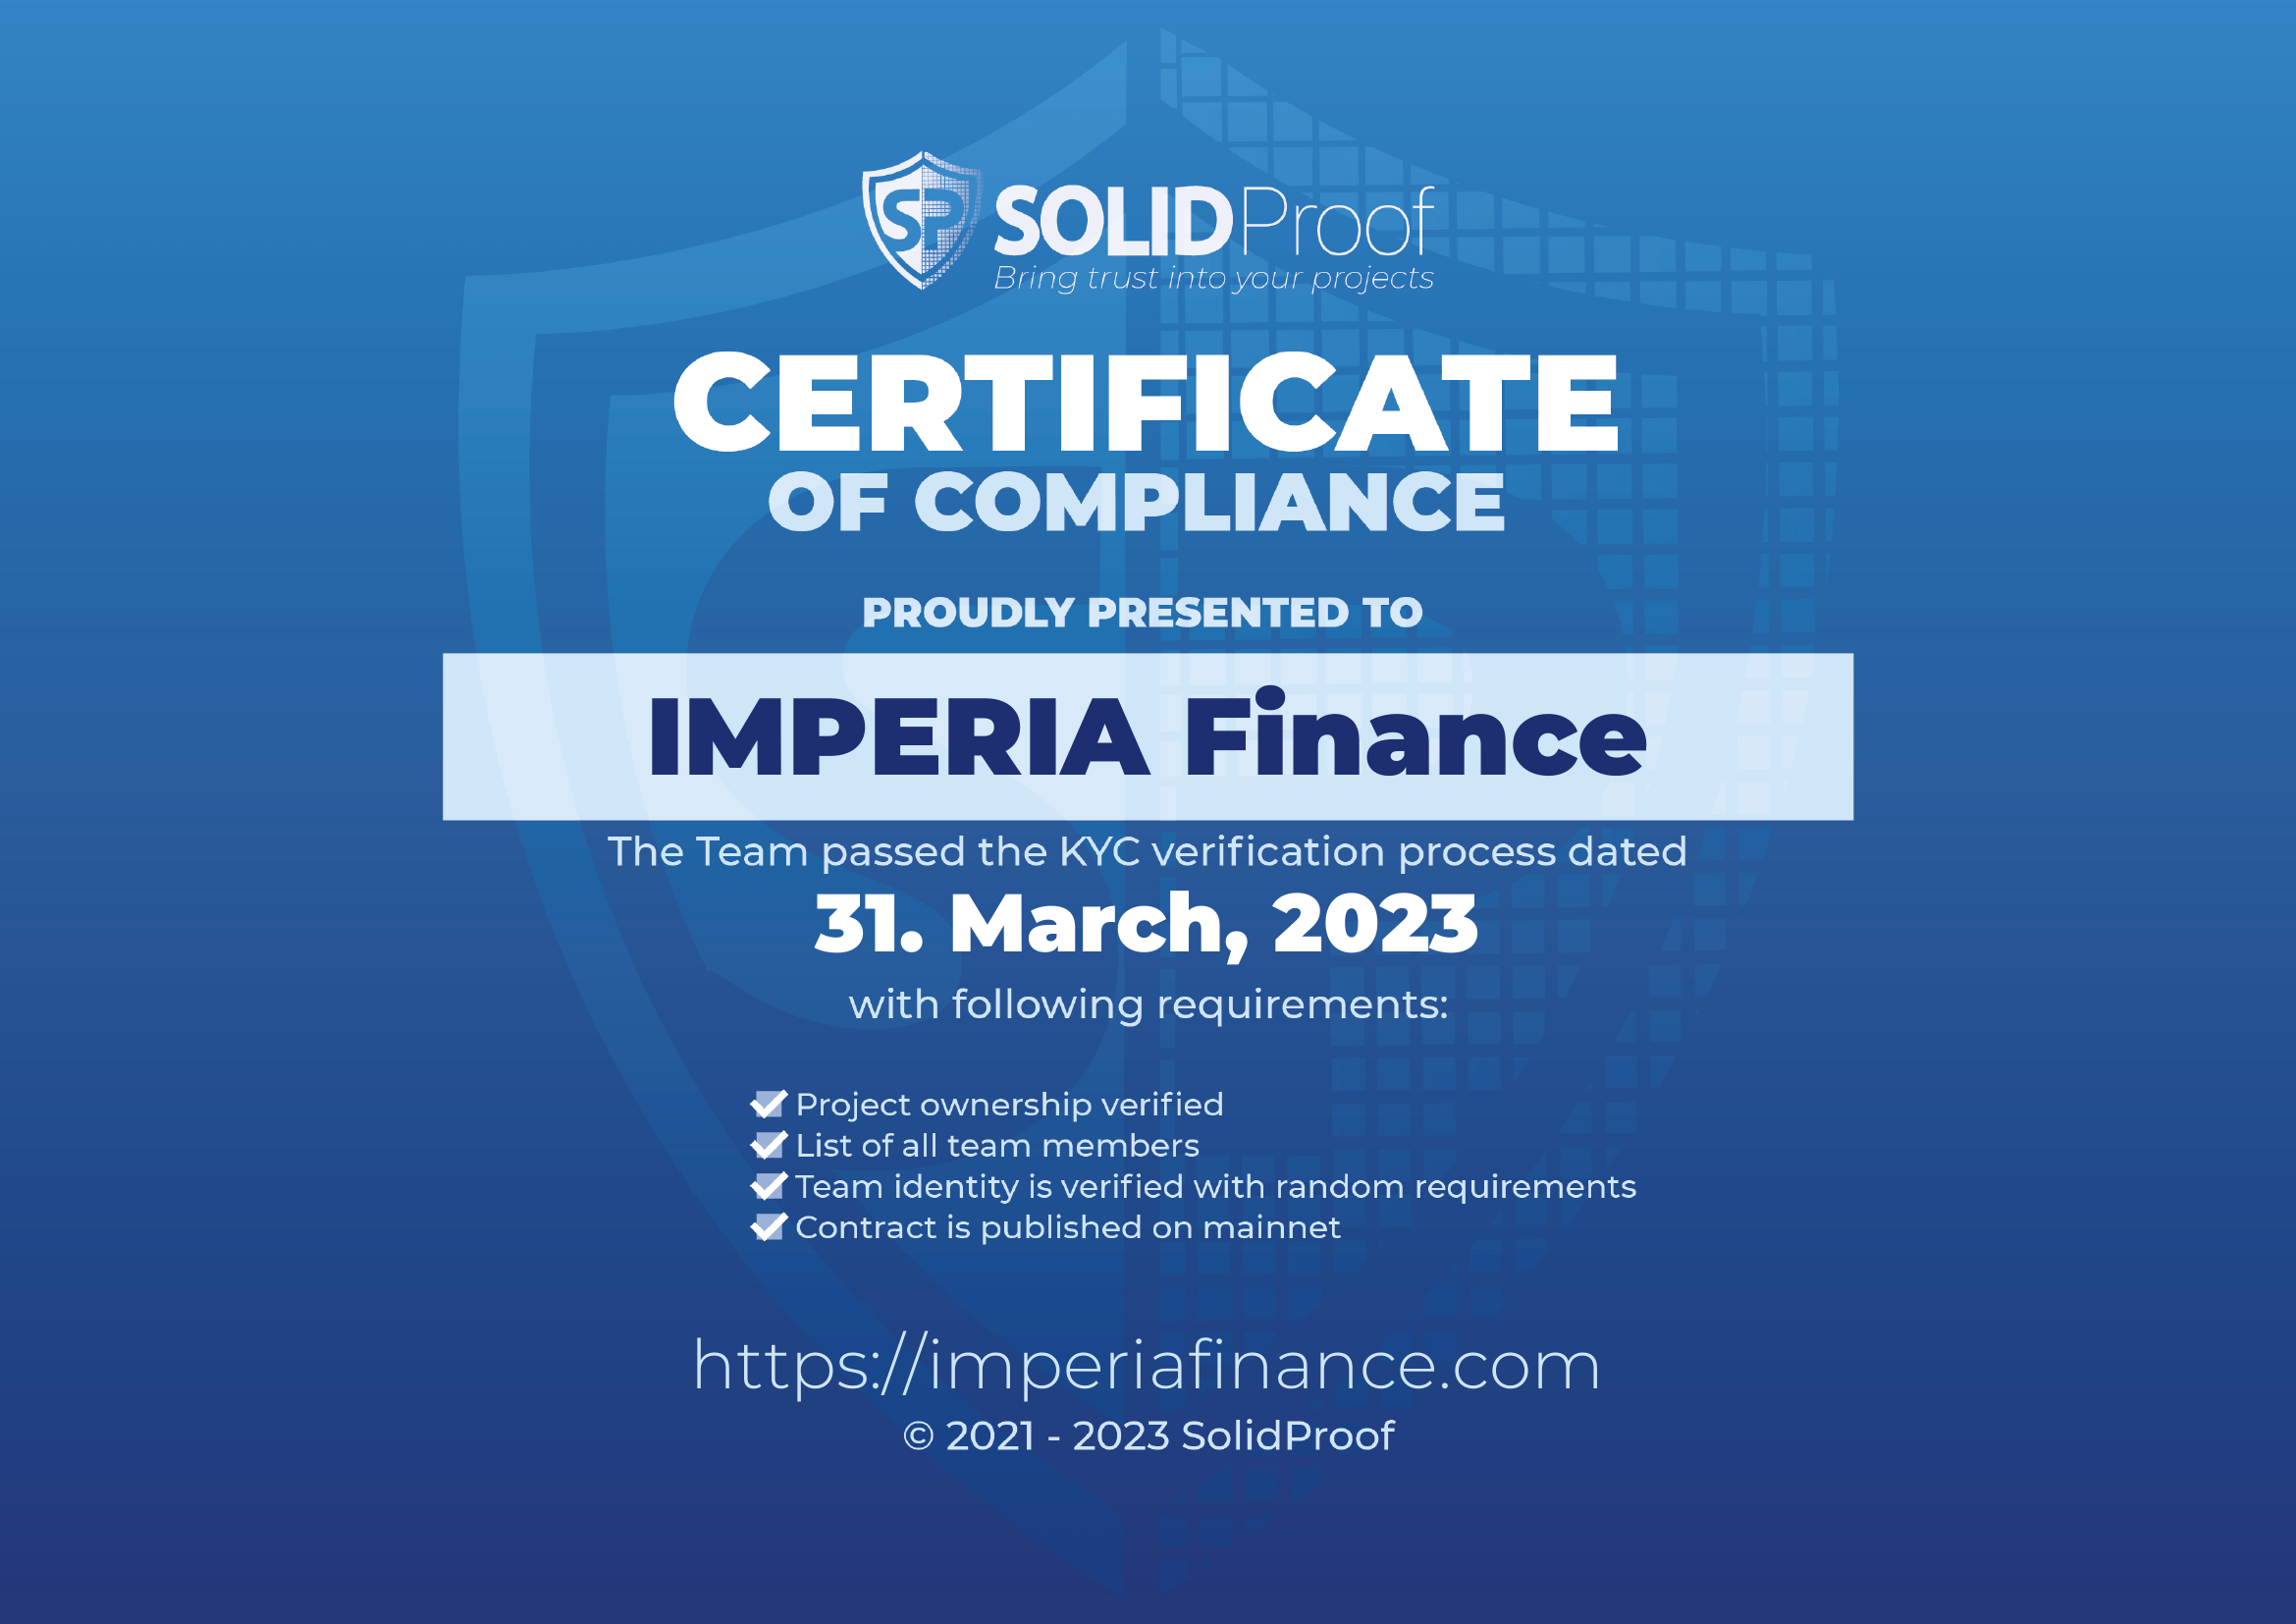 SP SOLIDProof
Bring trust into your projects
CERTIFICATE
OF COMPLIANCE
PROUDLY PRESENTED TO
IMPERIA Finance
The Team passed the KYC verification process dated
31. March, 2023
with following requirements:
Project ownership verified
List of all team members
Team identity is verified with random requirements
Contract is published on mainnet
https://imperiafinance.com
© 2021 - 2023 SolidProof